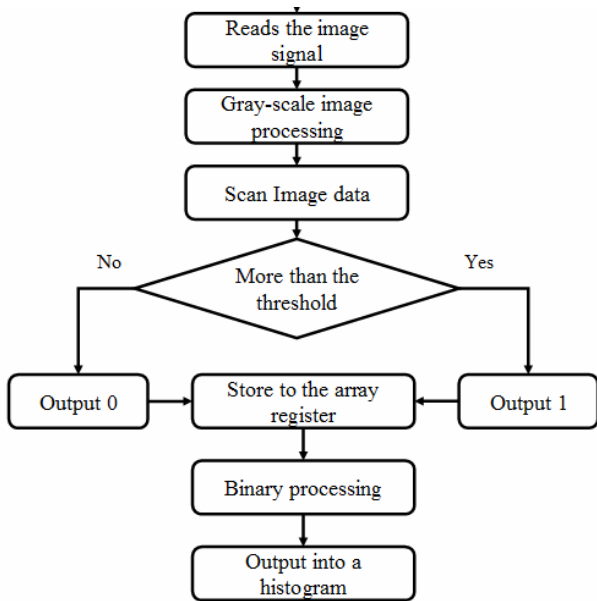 Reads the image
signal
Gray-scale image
processing
Scan Image data
No
Yes
More than the
threshold
Output 0
Store to the array
register
Output 1
Binary processing
Output into a
histogram